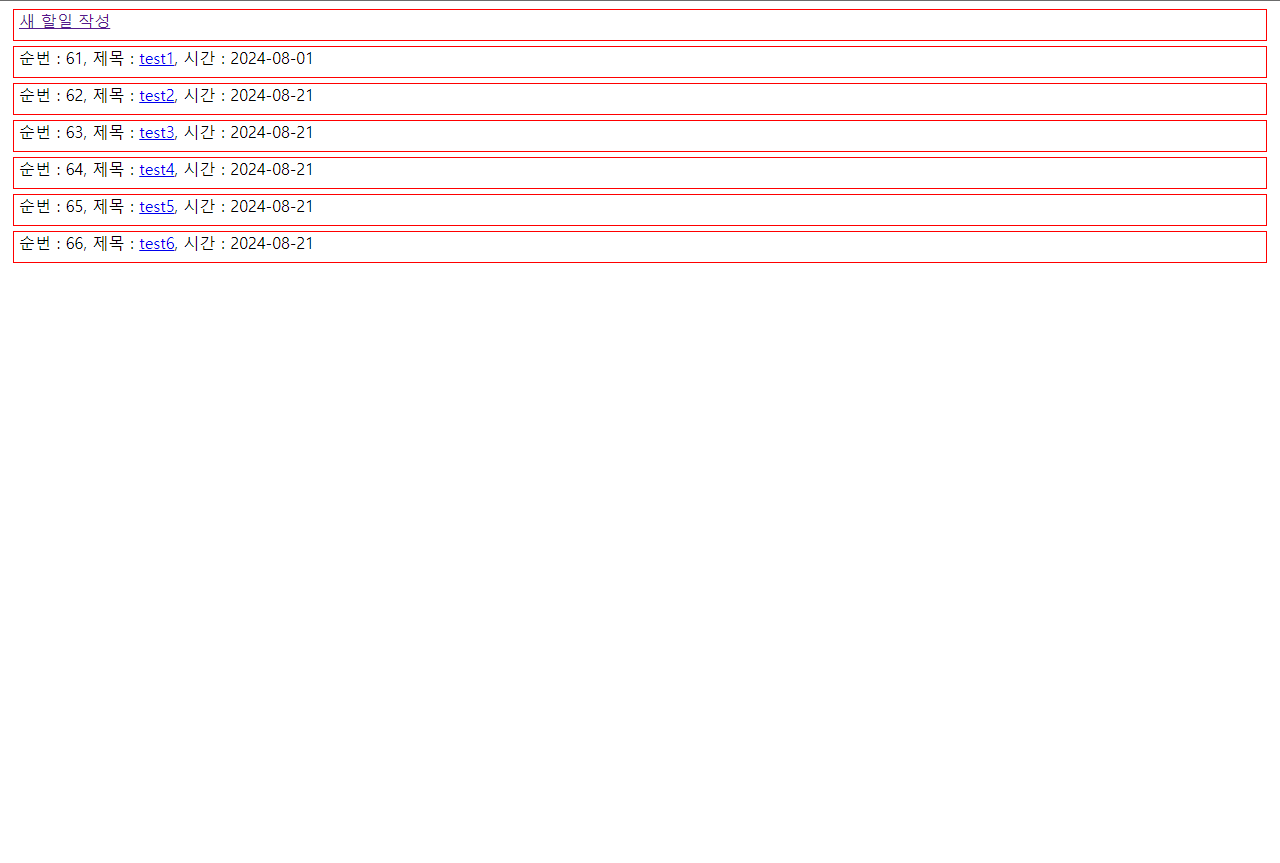 새 할일 작성
순번 : 61, 제목 : test1, 시간 : 2024-08-01
순번 : 62, 제목 : test2, 시간 : 2024-08-21
순번 : 63, 제목 : test3, 시간 : 2024-08-21
순번 : 64, 제목 : test4, 시간 : 2024-08-21
순번 : 65, 제목 : test5, 시간 : 2024-08-21
순번 : 66, 제목 : test6, 시간 : 2024-08-21